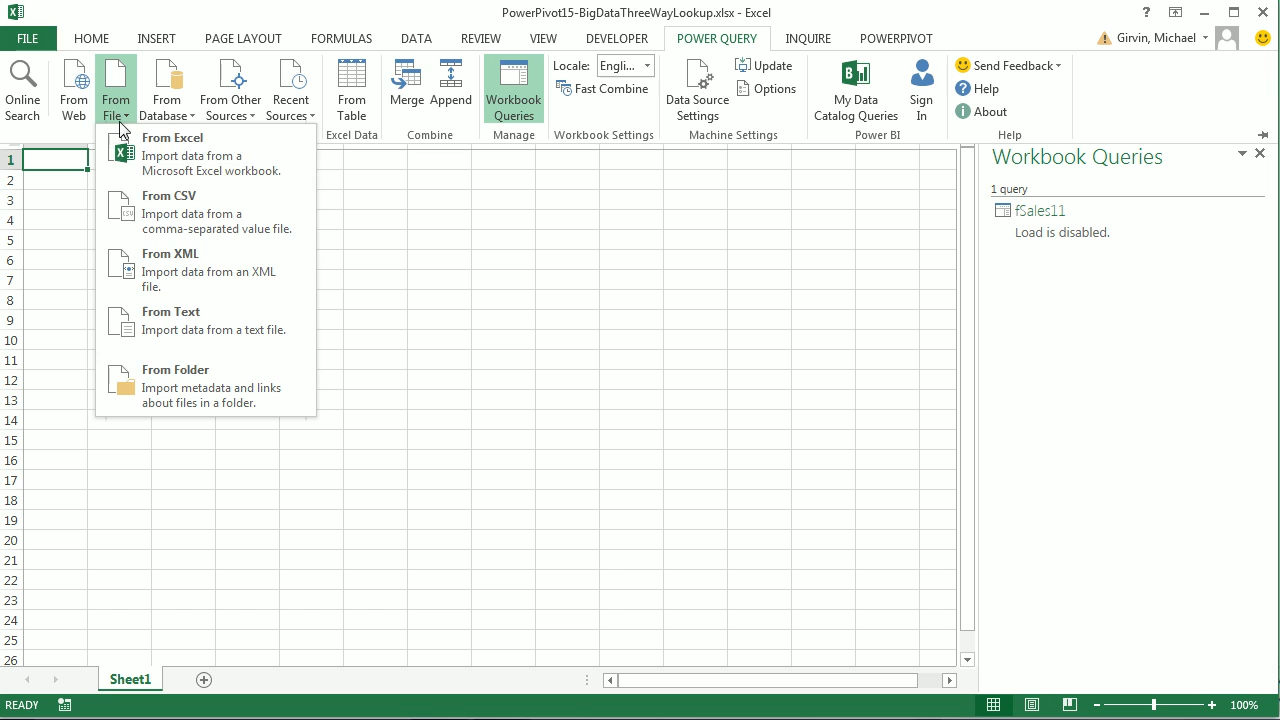 PowerPivot15-BigDataThreeWayLookup.xlsx - Excel
?
FILE HOME INSERT PAGE LAYOUT FORMULAS DATA REVIEW VIEW DEVELOPER POWER QUERY INQUIRE POWERPIVOT Girvin, Michael
Online Search
From Web
From File
From Database
From Other Sources
Recent Sources
From Table
Excel Data
Merge
Append
Combine
Workbook Queries
Manage
Locale: Engli...
Fast Combine
Workbook Settings
Data Source Settings
Update
Options
Machine Settings
My Data Catalog Queries
Sign In
Power BI
Send Feedback
Help
About
Help
From Excel
Import data from a
Microsoft Excel workbook.
From CSV
Import data from a
comma-separated value file.
From XML
Import data from an XML
file.
From Text
Import data from a text file.
From Folder
Import metadata and links
about files in a folder.
1
2
3
4
5
6
7
8
9
10
11
12
13
14
15
16
17
18
19
20
21
22
23
24
25
26
Workbook Queries
1 query
fSales11
Load is disabled.
Sheet1
READY
100%